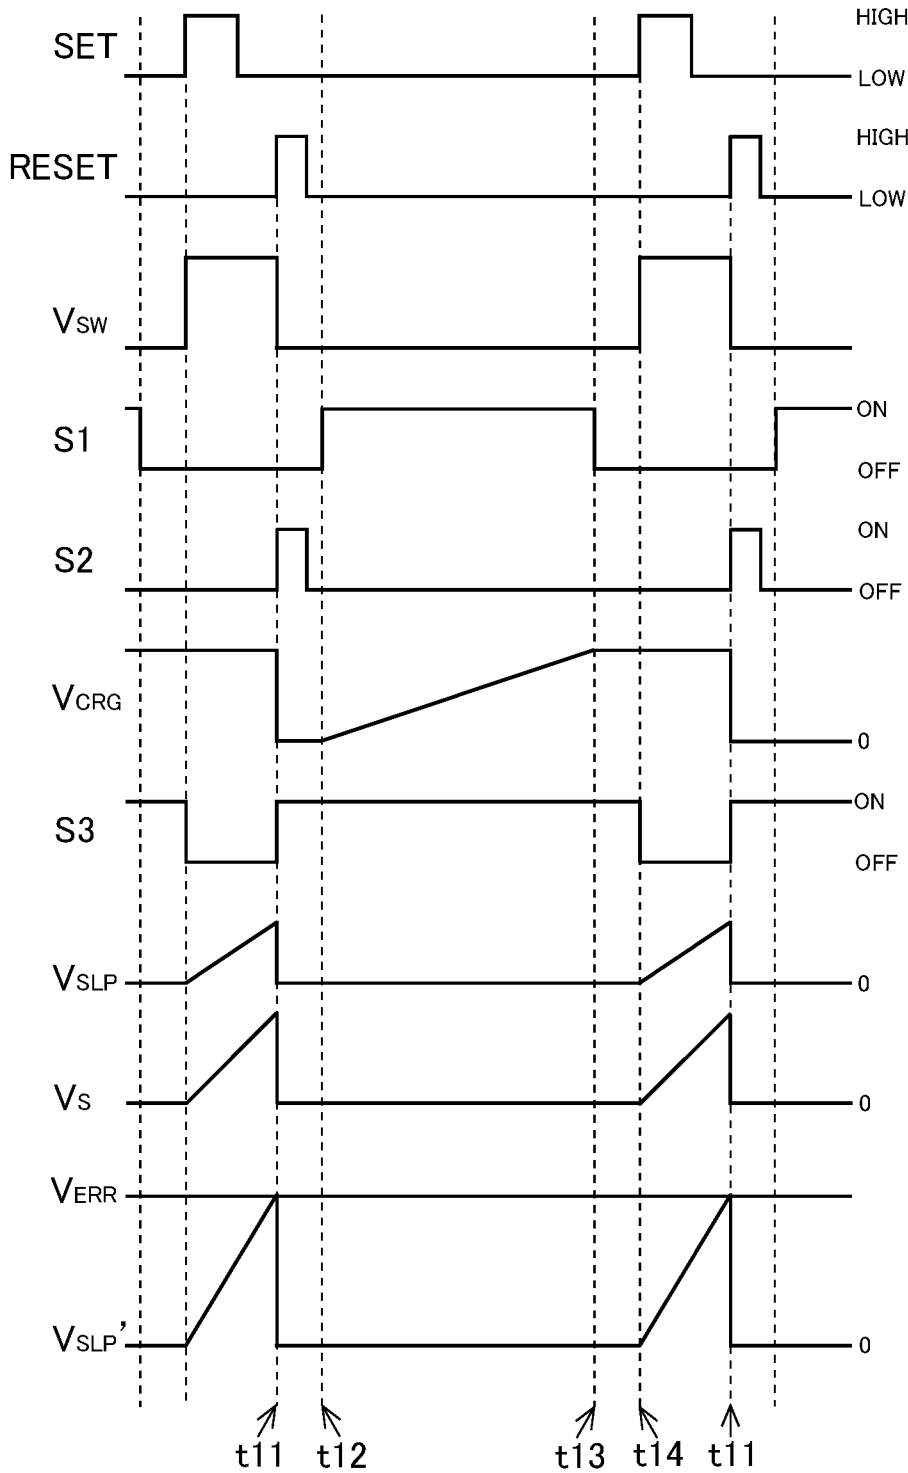 SET
HIGH
LOW
RESET
HIGH
LOW
VSW
S1
ON
OFF
S2
ON
OFF
VCRG
0
S3
ON
OFF
VSLP
0
VS
0
VERR
VSLP’
0
t11 t12 t13 t14 t11